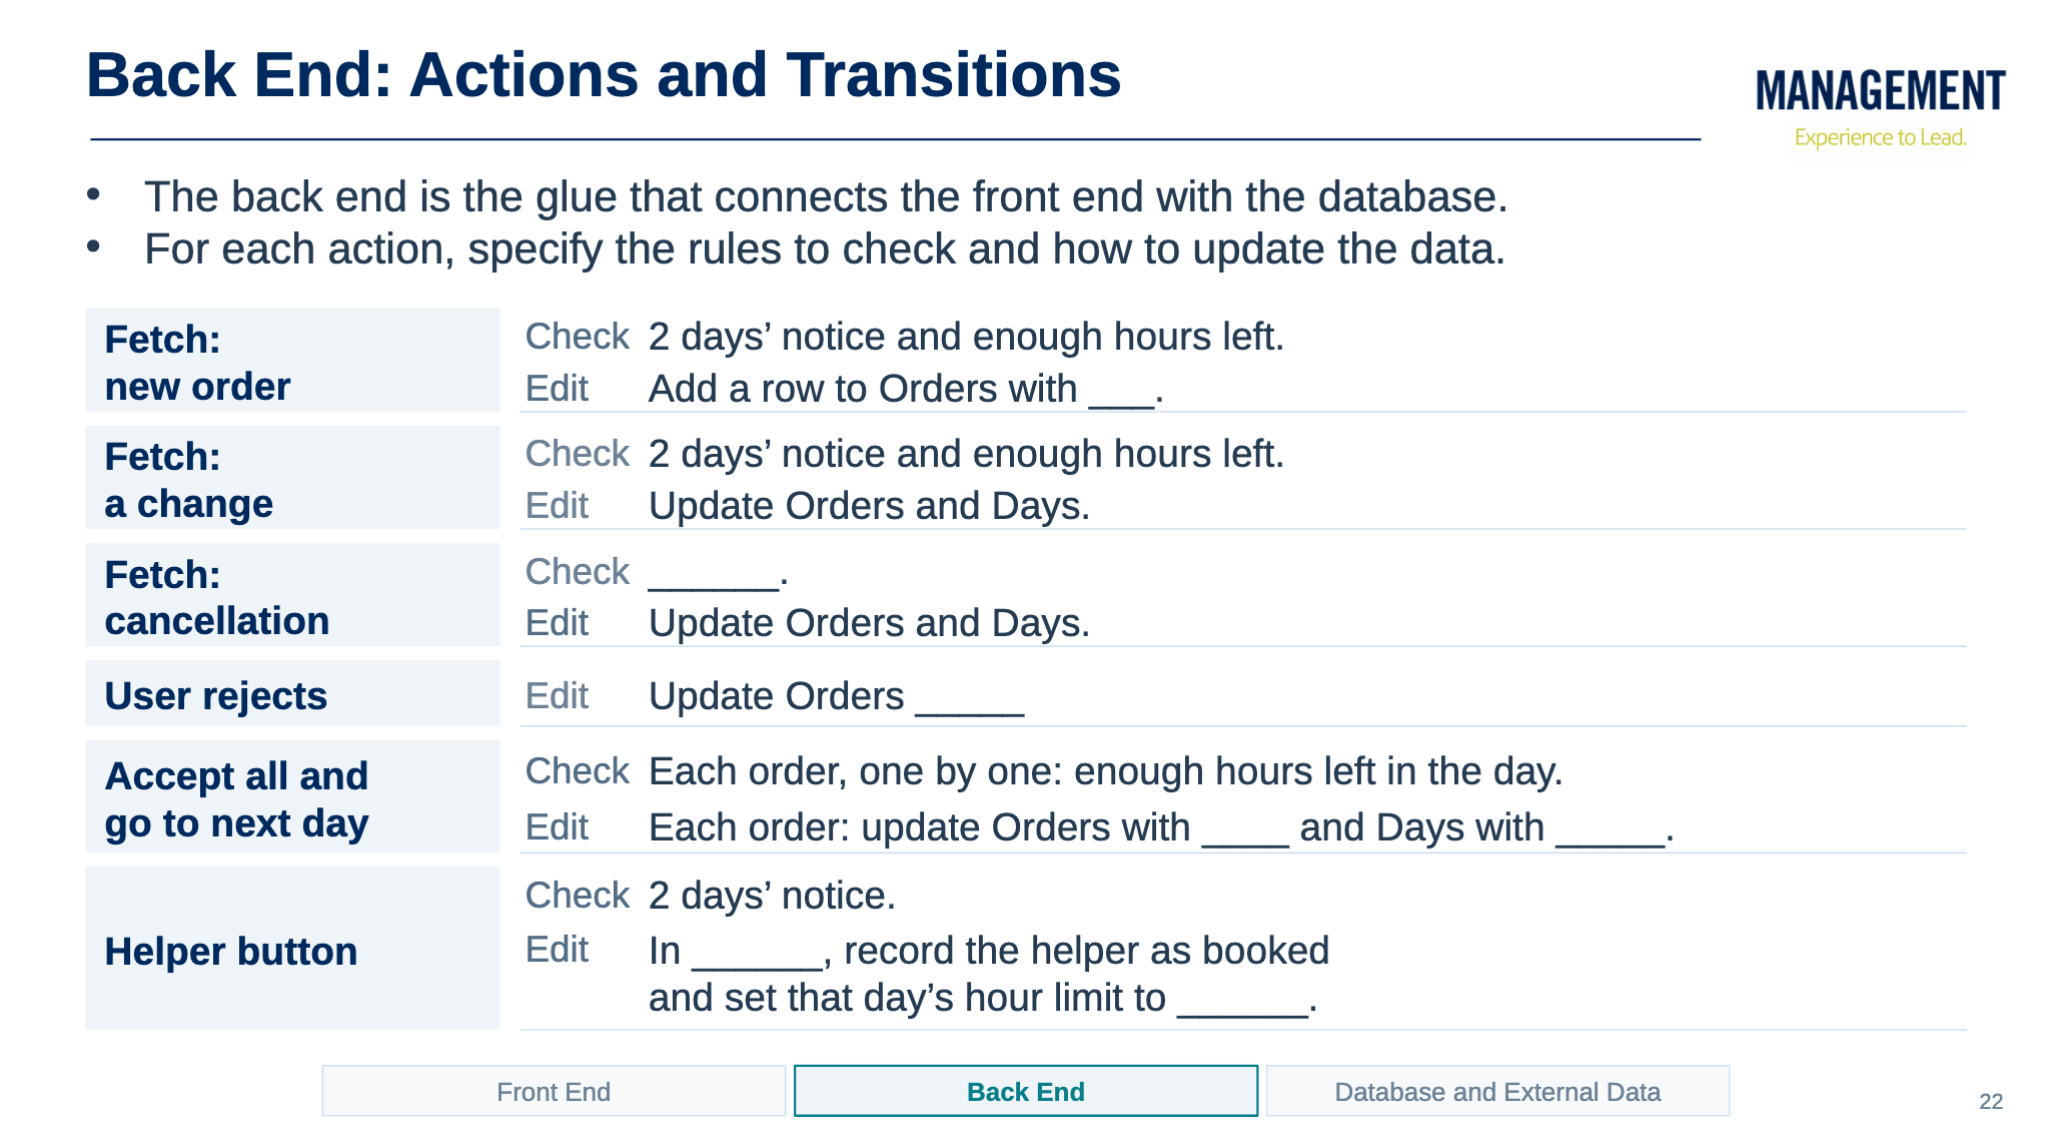 Back End: Actions and Transitions
MANAGEMENT
Experience to Lead.
• The back end is the glue that connects the front end with the database.
• For each action, specify the rules to check and how to update the data.
Fetch:
new order
Check 2 days’ notice and enough hours left.
Edit Add a row to Orders with ___.
Fetch:
a change
Check 2 days’ notice and enough hours left.
Edit Update Orders and Days.
Fetch:
cancellation
Check ______.
Edit Update Orders and Days.
User rejects
Edit Update Orders _____
Accept all and
go to next day
Check Each order, one by one: enough hours left in the day.
Edit Each order: update Orders with ____ and Days with _____.
Helper button
Check 2 days’ notice.
Edit In ______, record the helper as booked
and set that day’s hour limit to ______.
Front End
Back End
Database and External Data
22